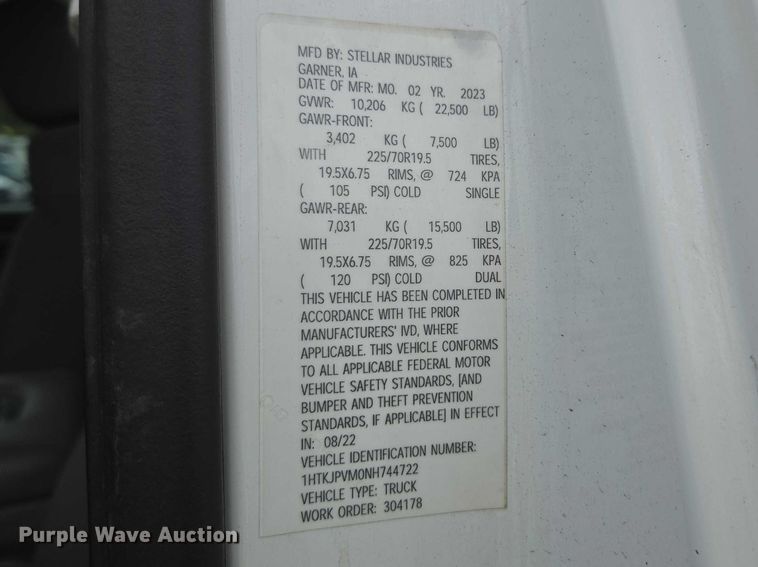 MFD BY: STELLAR INDUSTRIES
GARNER, IA
DATE OF MFR: MO. 02 YR. 2023
GVWR: 10,206 KG ( 22,500 LB)
GAWR-FRONT:
3,402 KG ( 7,500 LB)
WITH 225/70R19.5 TIRES,
19.5X6.75 RIMS, @ 724 KPA
( 105 PSI) COLD SINGLE
GAWR-REAR:
7,031 KG ( 15,500 LB)
WITH 225/70R19.5 TIRES,
19.5X6.75 RIMS, @ 825 KPA
( 120 PSI) COLD DUAL
THIS VEHICLE HAS BEEN COMPLETED IN
ACCORDANCE WITH THE PRIOR
MANUFACTURERS' IVD, WHERE
APPLICABLE. THIS VEHICLE CONFORMS
TO ALL APPLICABLE FEDERAL MOTOR
VEHICLE SAFETY STANDARDS, [AND
BUMPER AND THEFT PREVENTION
STANDARDS, IF APPLICABLE] IN EFFECT
IN: 08/22
VEHICLE IDENTIFICATION NUMBER:
1HTKJPVM0NH744722
VEHICLE TYPE: TRUCK
WORK ORDER: 304178
Purple Wave Auction®